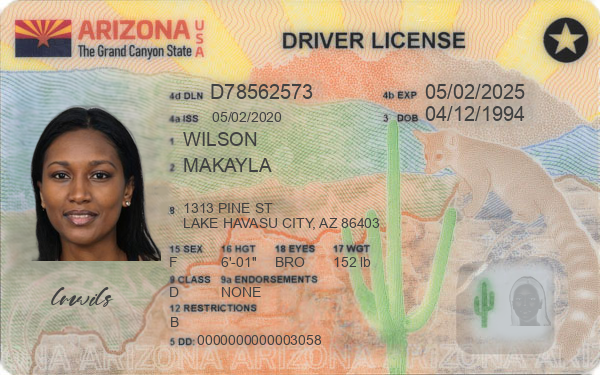 ARIZONA USA
The Grand Canyon State
DRIVER LICENSE
4d DLN D78562573
4b EXP 05/02/2025
4a ISS 05/02/2020
3 DOB 04/12/1994
1 WILSON
2 MAKAYLA
8 1313 PINE ST
LAKE HAVASU CITY, AZ 86403
15 SEX 16 HGT 18 EYES 17 WGT
F 6'-01" BRO 152 lb
9 CLASS 9a ENDORSEMENTS
D NONE
12 RESTRICTIONS
B
5 DD: 0000000000003058
ARIZONA ARIZONA ARIZONA ARIZONA